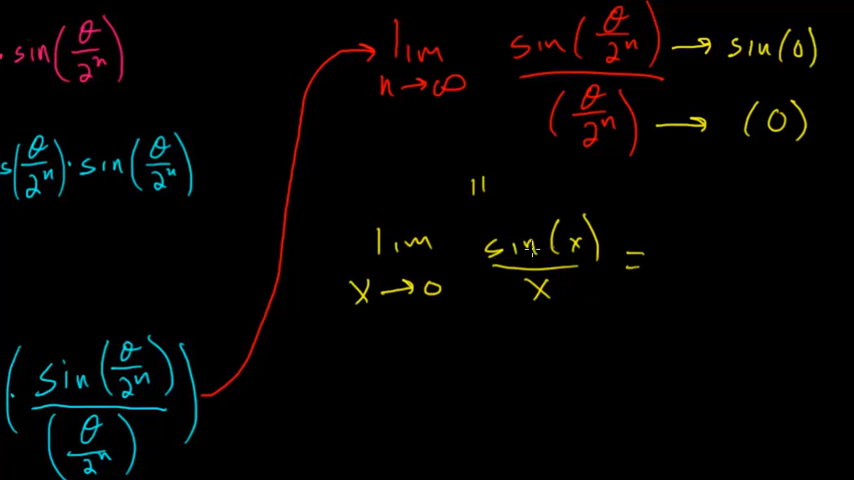 · sin(θ/2ⁿ)
lim n→∞ sin(θ/2ⁿ)/(θ/2ⁿ) → sin(0)
→ (0)
s(θ/2ⁿ) · sin(θ/2ⁿ)
||
lim x→0 sin(x)/x =
(· sin(θ/2ⁿ)/(θ/2ⁿ))